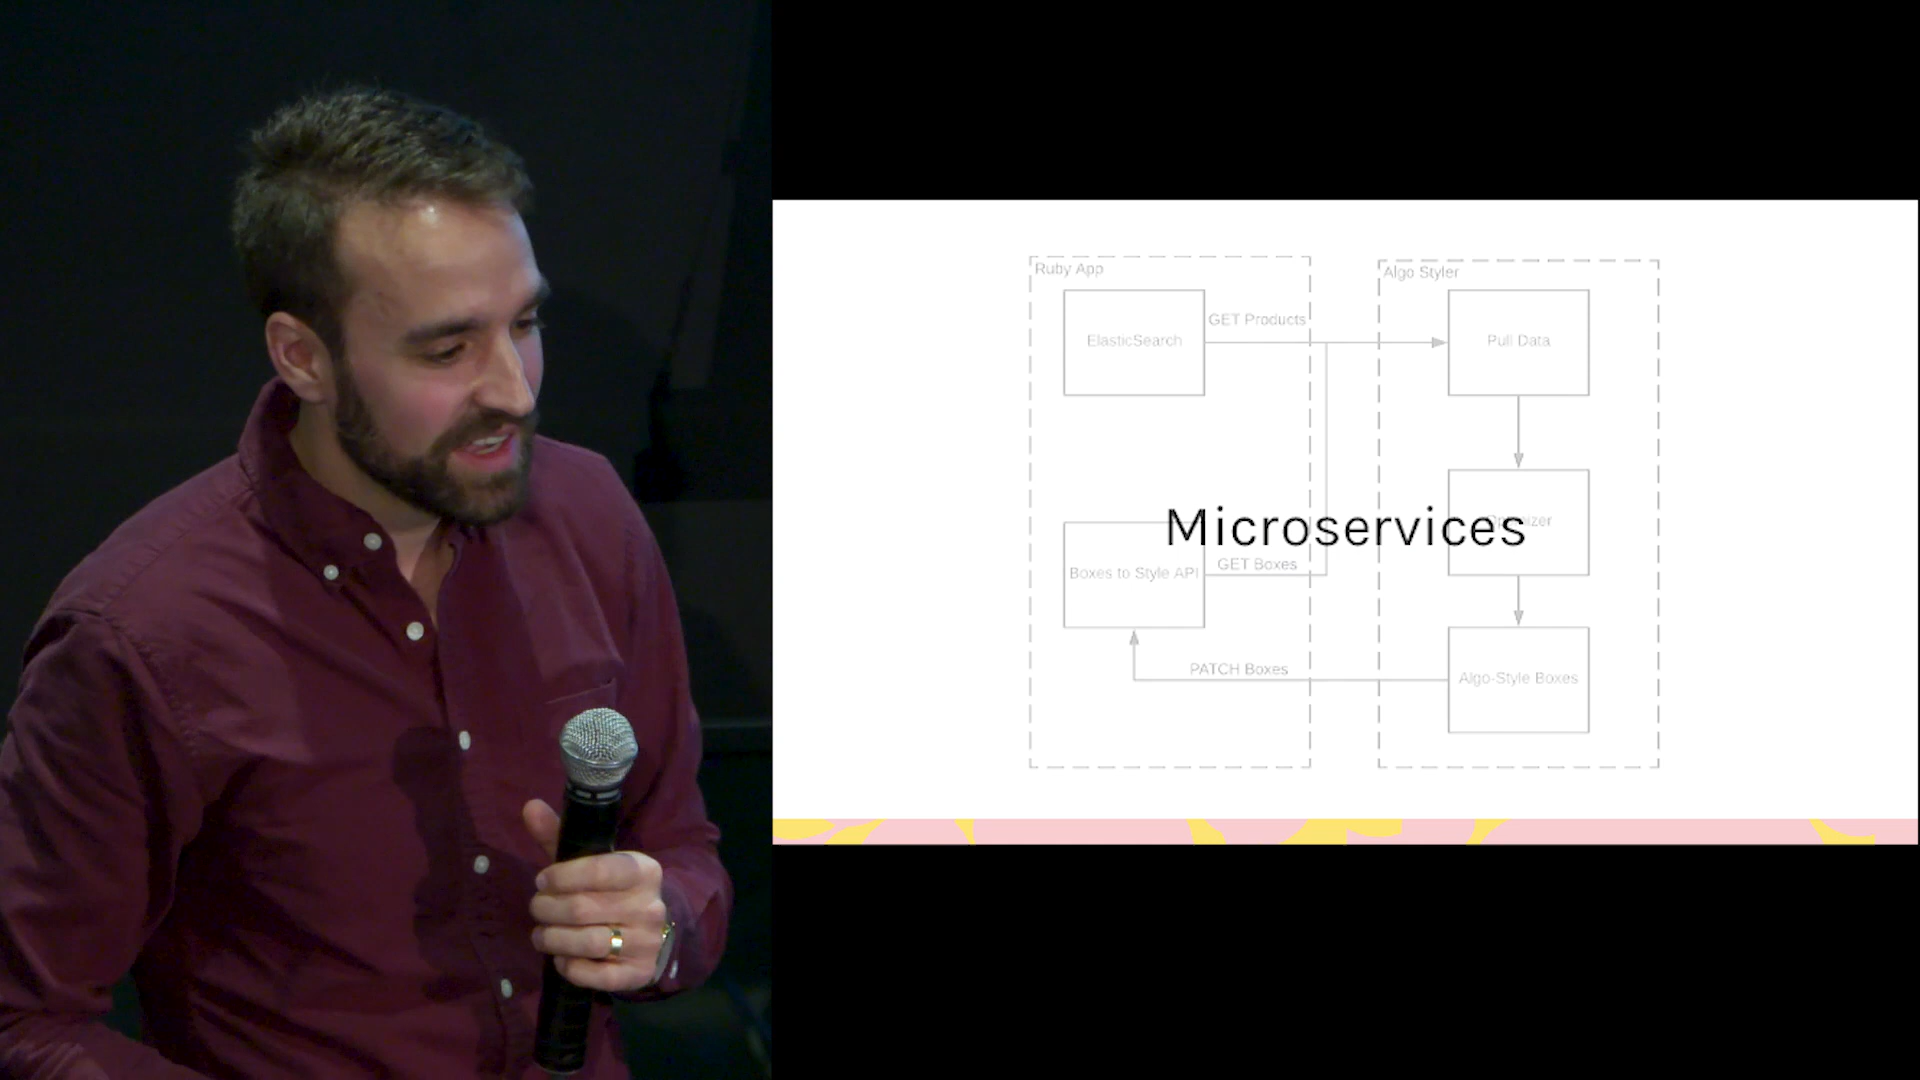 Ruby App
Algo Styler
GET Products
ElasticSearch
Pull Data
Microservices
GET Boxes
Boxes to Style API
PATCH Boxes
Algo-Style Boxes